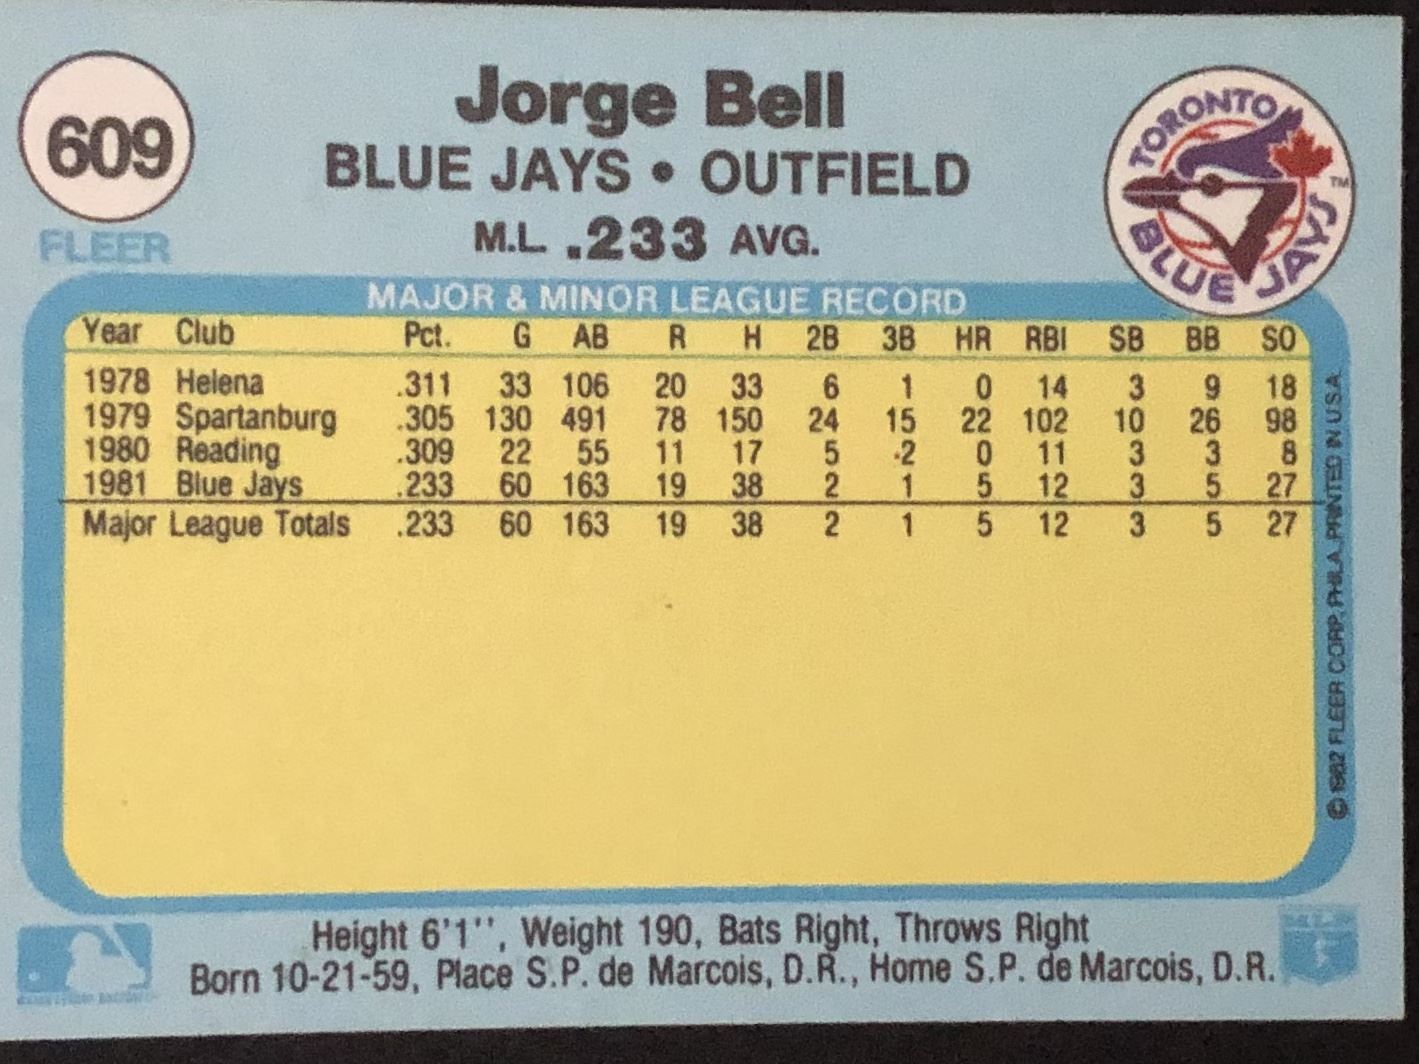 609
FLEER
Jorge Bell
BLUE JAYS • OUTFIELD
M.L. .233 AVG.
TORONTO BLUE JAYS ™
MAJOR & MINOR LEAGUE RECORD
Year Club Pct. G AB R H 2B 3B HR RBI SB BB SO
1978 Helena .311 33 106 20 33 6 1 0 14 3 9 18
1979 Spartanburg .305 130 491 78 150 24 15 22 102 10 26 98
1980 Reading .309 22 55 11 17 5 2 0 11 3 3 8
1981 Blue Jays .233 60 163 19 38 2 1 5 12 3 5 27
Major League Totals .233 60 163 19 38 2 1 5 12 3 5 27
© 1982 FLEER CORP., PHILA., PRINTED IN U.S.A.
Height 6'1'', Weight 190, Bats Right, Throws Right
Born 10-21-59, Place S.P. de Marcois, D.R., Home S.P. de Marcois, D.R.